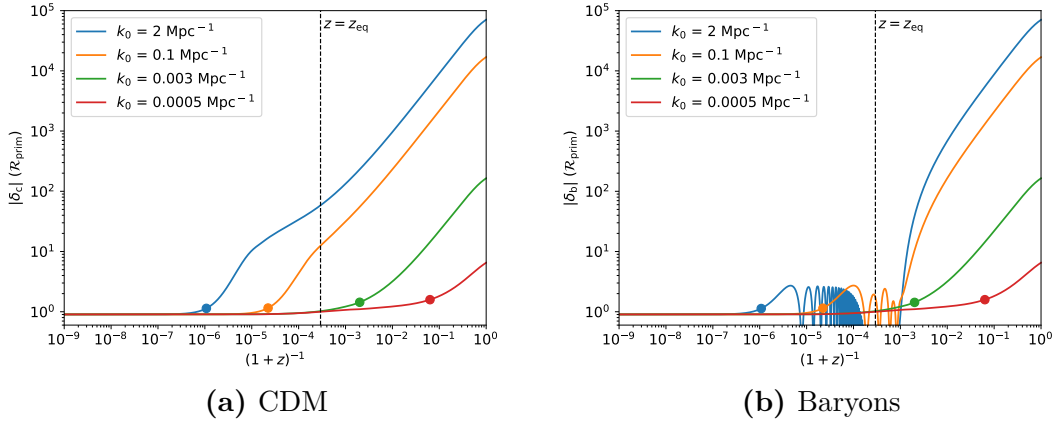 10⁵
10⁴
10³
10²
10¹
10⁰
|δ_c| (𝓡_prim)
k₀ = 2 Mpc⁻¹
k₀ = 0.1 Mpc⁻¹
k₀ = 0.003 Mpc⁻¹
k₀ = 0.0005 Mpc⁻¹
z = z_eq
10⁻⁹ 10⁻⁸ 10⁻⁷ 10⁻⁶ 10⁻⁵ 10⁻⁴ 10⁻³ 10⁻² 10⁻¹ 10⁰
(1 + z)⁻¹
(a) CDM
10⁵
10⁴
10³
10²
10¹
10⁰
|δ_b| (𝓡_prim)
k₀ = 2 Mpc⁻¹
k₀ = 0.1 Mpc⁻¹
k₀ = 0.003 Mpc⁻¹
k₀ = 0.0005 Mpc⁻¹
z = z_eq
10⁻⁹ 10⁻⁸ 10⁻⁷ 10⁻⁶ 10⁻⁵ 10⁻⁴ 10⁻³ 10⁻² 10⁻¹ 10⁰
(1 + z)⁻¹
(b) Baryons